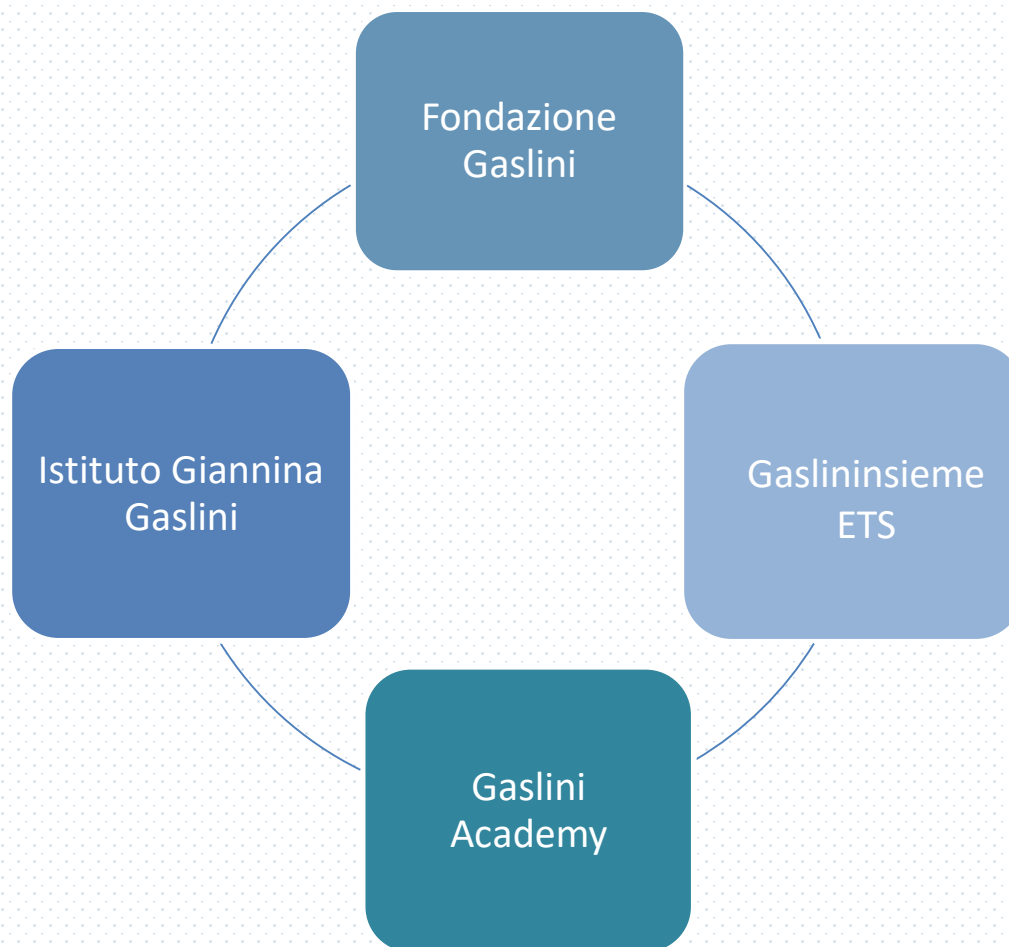 Fondazione
Gaslini
Istituto Giannina
Gaslini
Gaslininsieme
ETS
Gaslini
Academy